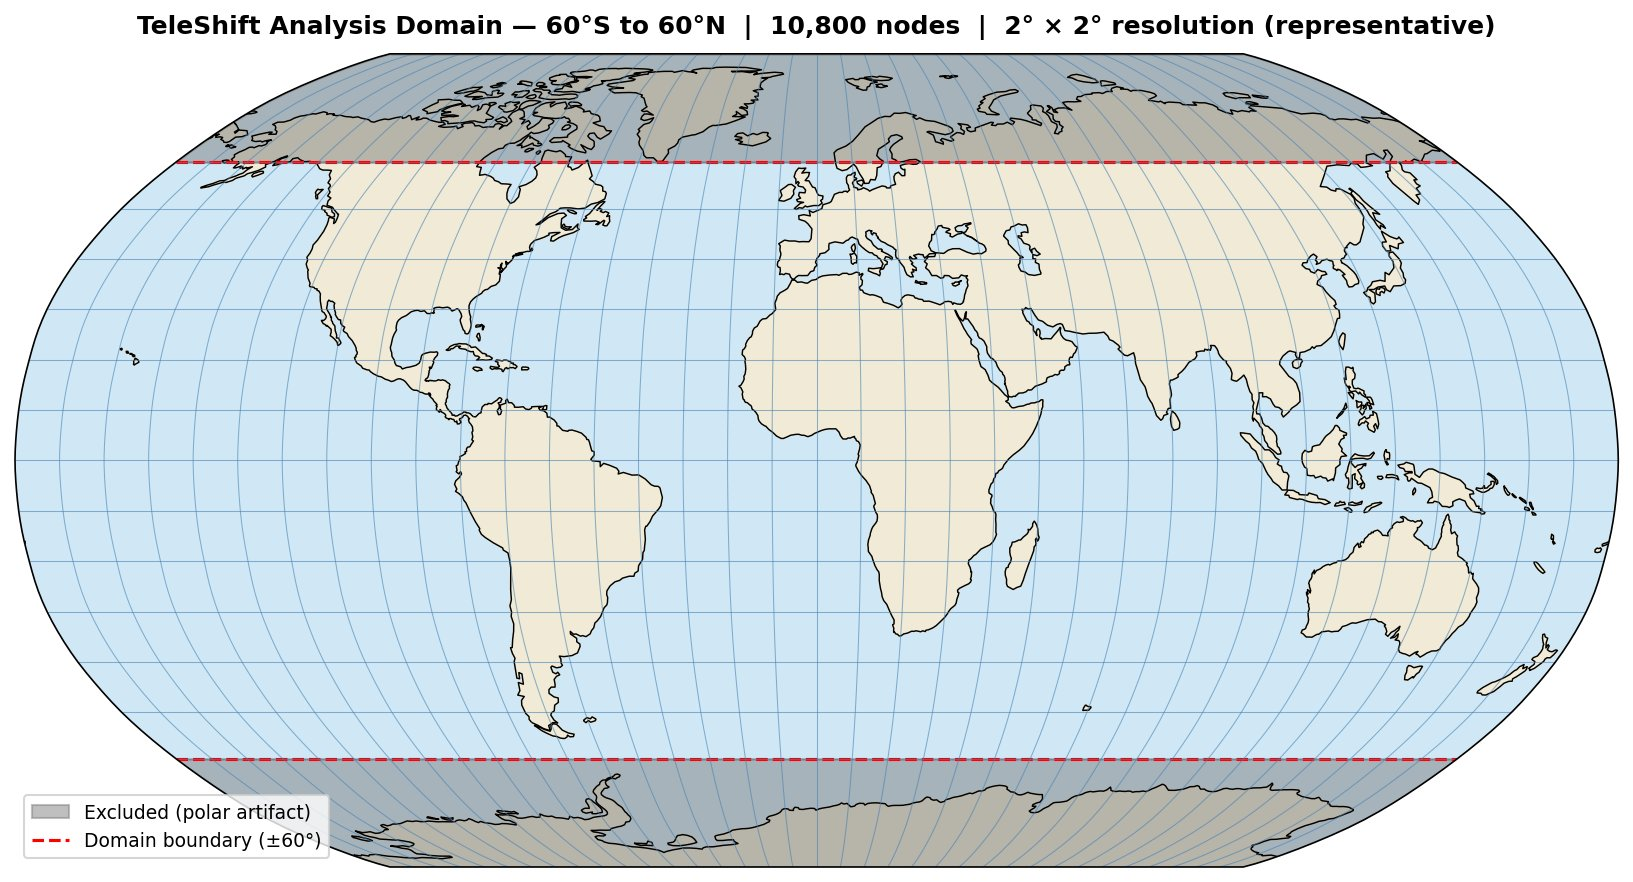 TeleShift Analysis Domain — 60°S to 60°N | 10,800 nodes | 2° × 2° resolution (representative)
Excluded (polar artifact)
Domain boundary (±60°)